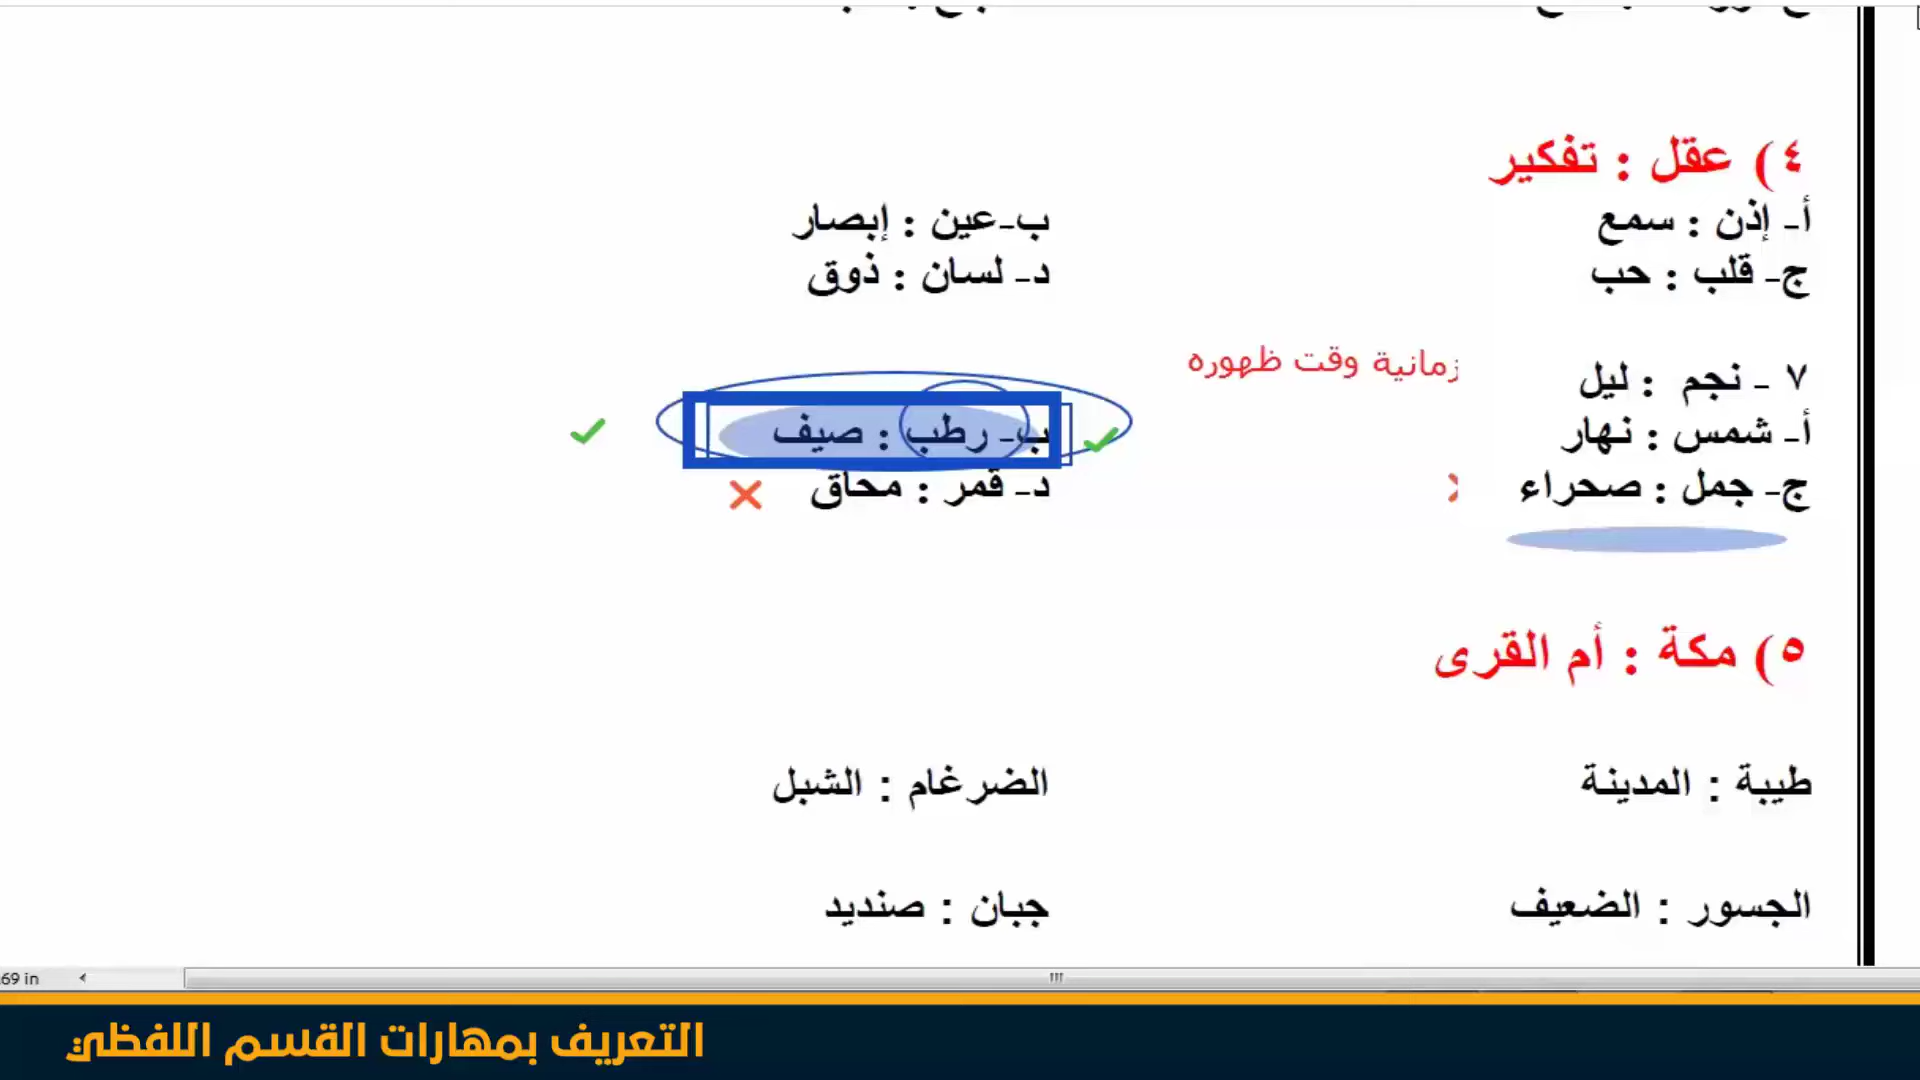 ٤) عقل : تفكير
أ- إذن : سمع ب-عين : إبصار
ج- قلب : حب د- لسان : ذوق
زمانية وقت ظهوره
٧ - نجم : ليل
أ- شمس : نهار ب- رطب : صيف
ج- جمل : صحراء د- قمر : محاق
٥) مكة : أم القرى
طيبة : المدينة الضرغام : الشبل
الجسور : الضعيف جبان : صنديد
69 in
التعريف بمهارات القسم اللفظي